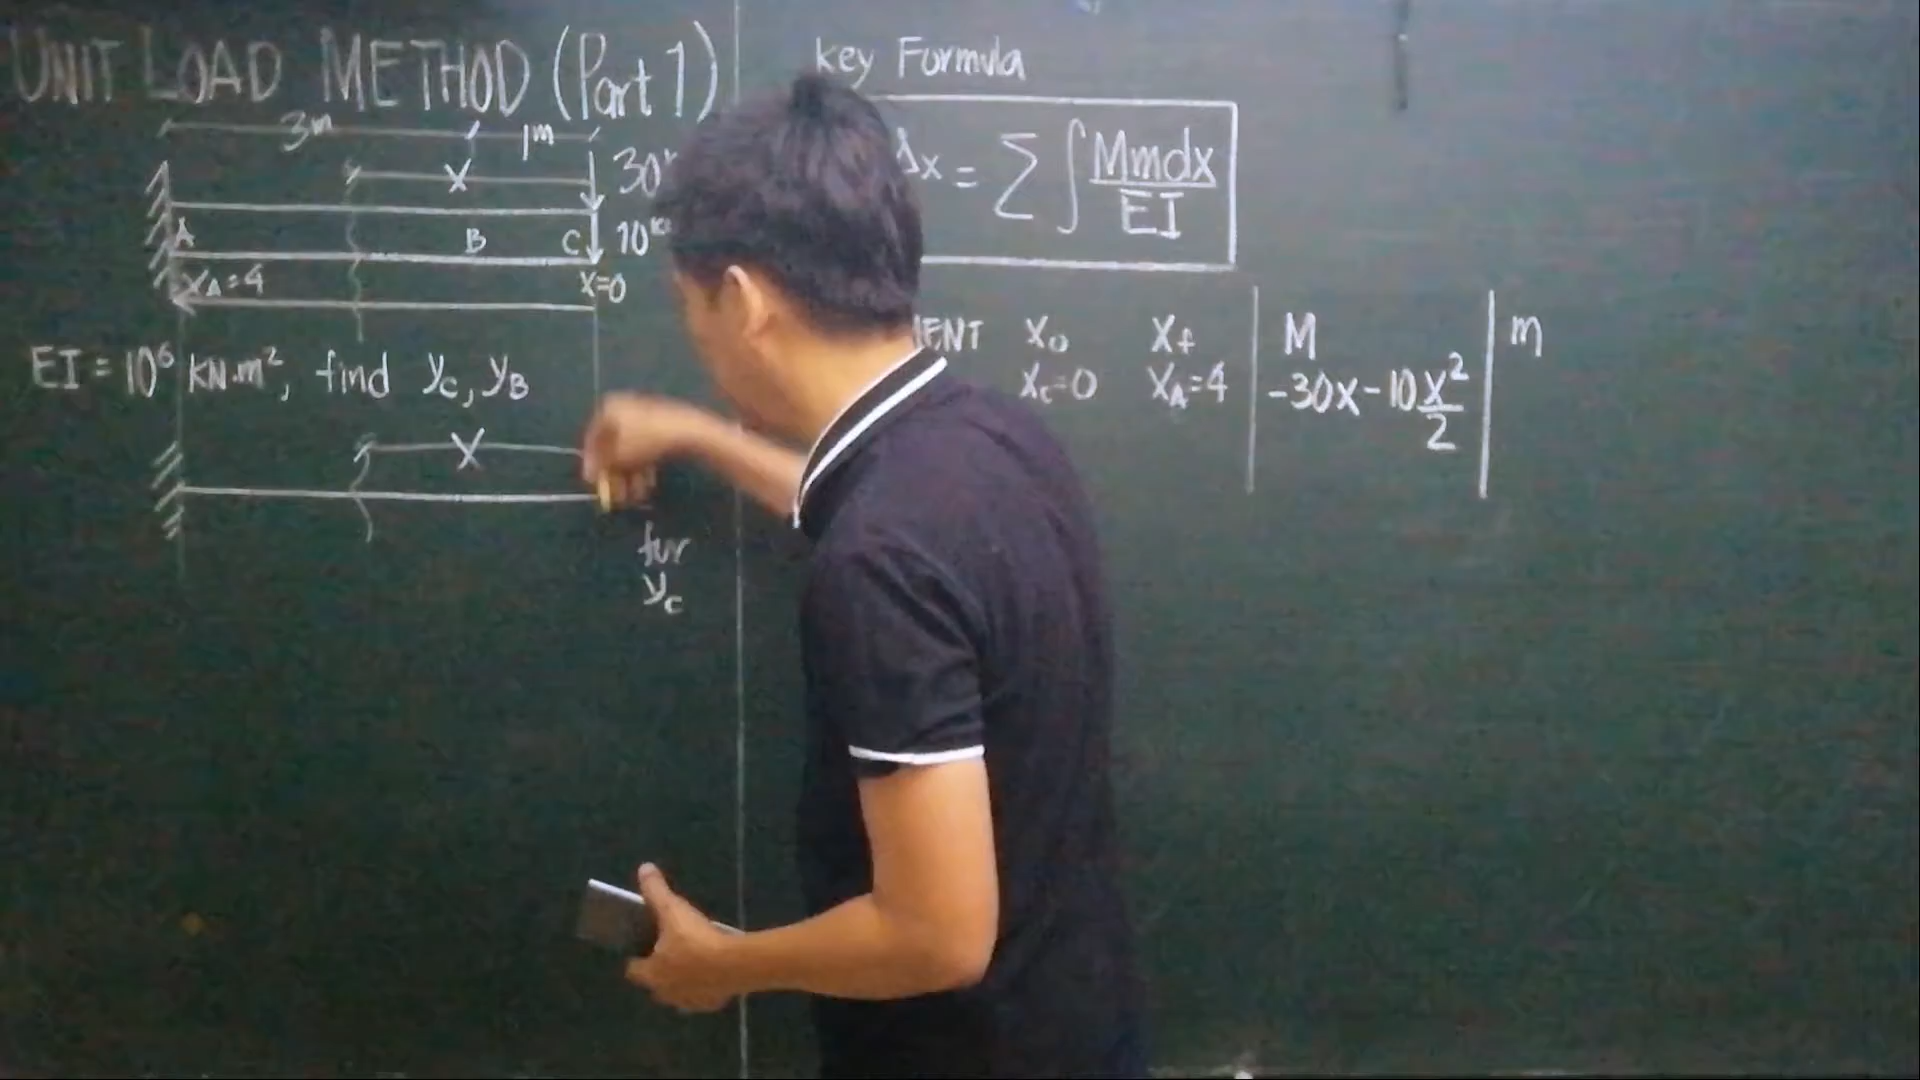 UNIT LOAD METHOD (Part 1)
3m
1m
X
30
A B C 10
XA=4 X=0
EI = 10⁶ KN.m², find yC, yB
X
for
yC
Key Formula
Δx = Σ∫ Mmdx
EI
X₀ Xf M m
XC=0 XA=4 -30x-10x²
2